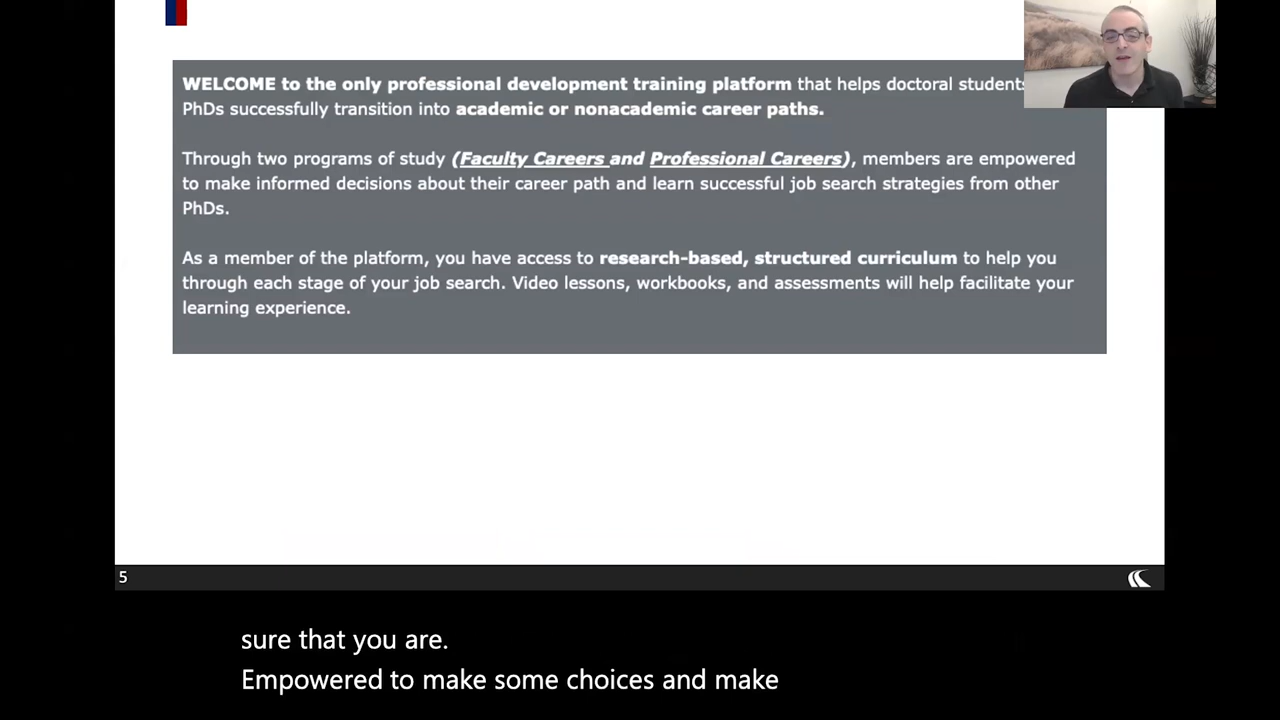 WELCOME to the only professional development training platform that helps doctoral students
PhDs successfully transition into academic or nonacademic career paths.
Through two programs of study (Faculty Careers and Professional Careers), members are empowered
to make informed decisions about their career path and learn successful job search strategies from other
PhDs.
As a member of the platform, you have access to research-based, structured curriculum to help you
through each stage of your job search. Video lessons, workbooks, and assessments will help facilitate your
learning experience.
5
sure that you are.
Empowered to make some choices and make